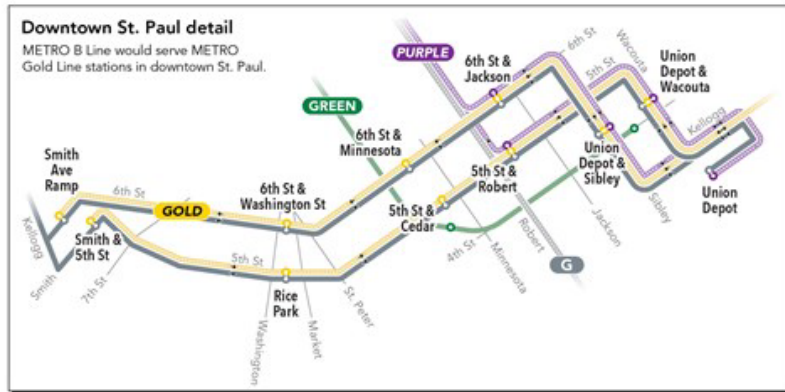 Downtown St. Paul detail
METRO B Line would serve METRO
Gold Line stations in downtown St. Paul.
PURPLE
6th St
Wacouta
6th St &
Jackson
5th St
Union
Depot &
Wacouta
GREEN
Kellogg
6th St &
Minnesota
Smith
Ave
Ramp
5th St &
Robert
Union
Depot &
Sibley
Union
Depot
6th St
GOLD
6th St &
Washington St
5th St &
Cedar
Sibley
Kellogg
Smith &
5th St
4th St
Jackson
Robert
Minnesota
G
Smith
7th St
5th St
Rice
Park
St. Peter
Market
Washington